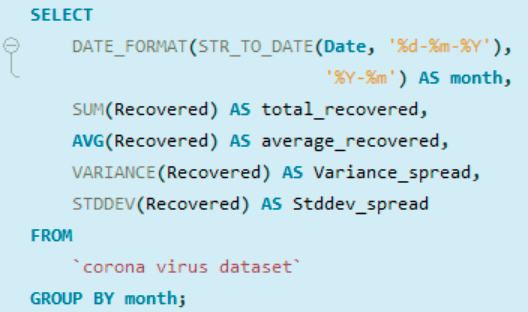 SELECT
DATE_FORMAT(STR_TO_DATE(Date, '%d-%m-%Y'),
'%Y-%m') AS month,
SUM(Recovered) AS total_recovered,
AVG(Recovered) AS average_recovered,
VARIANCE(Recovered) AS Variance_spread,
STDDEV(Recovered) AS Stddev_spread
FROM
`corona virus dataset`
GROUP BY month;